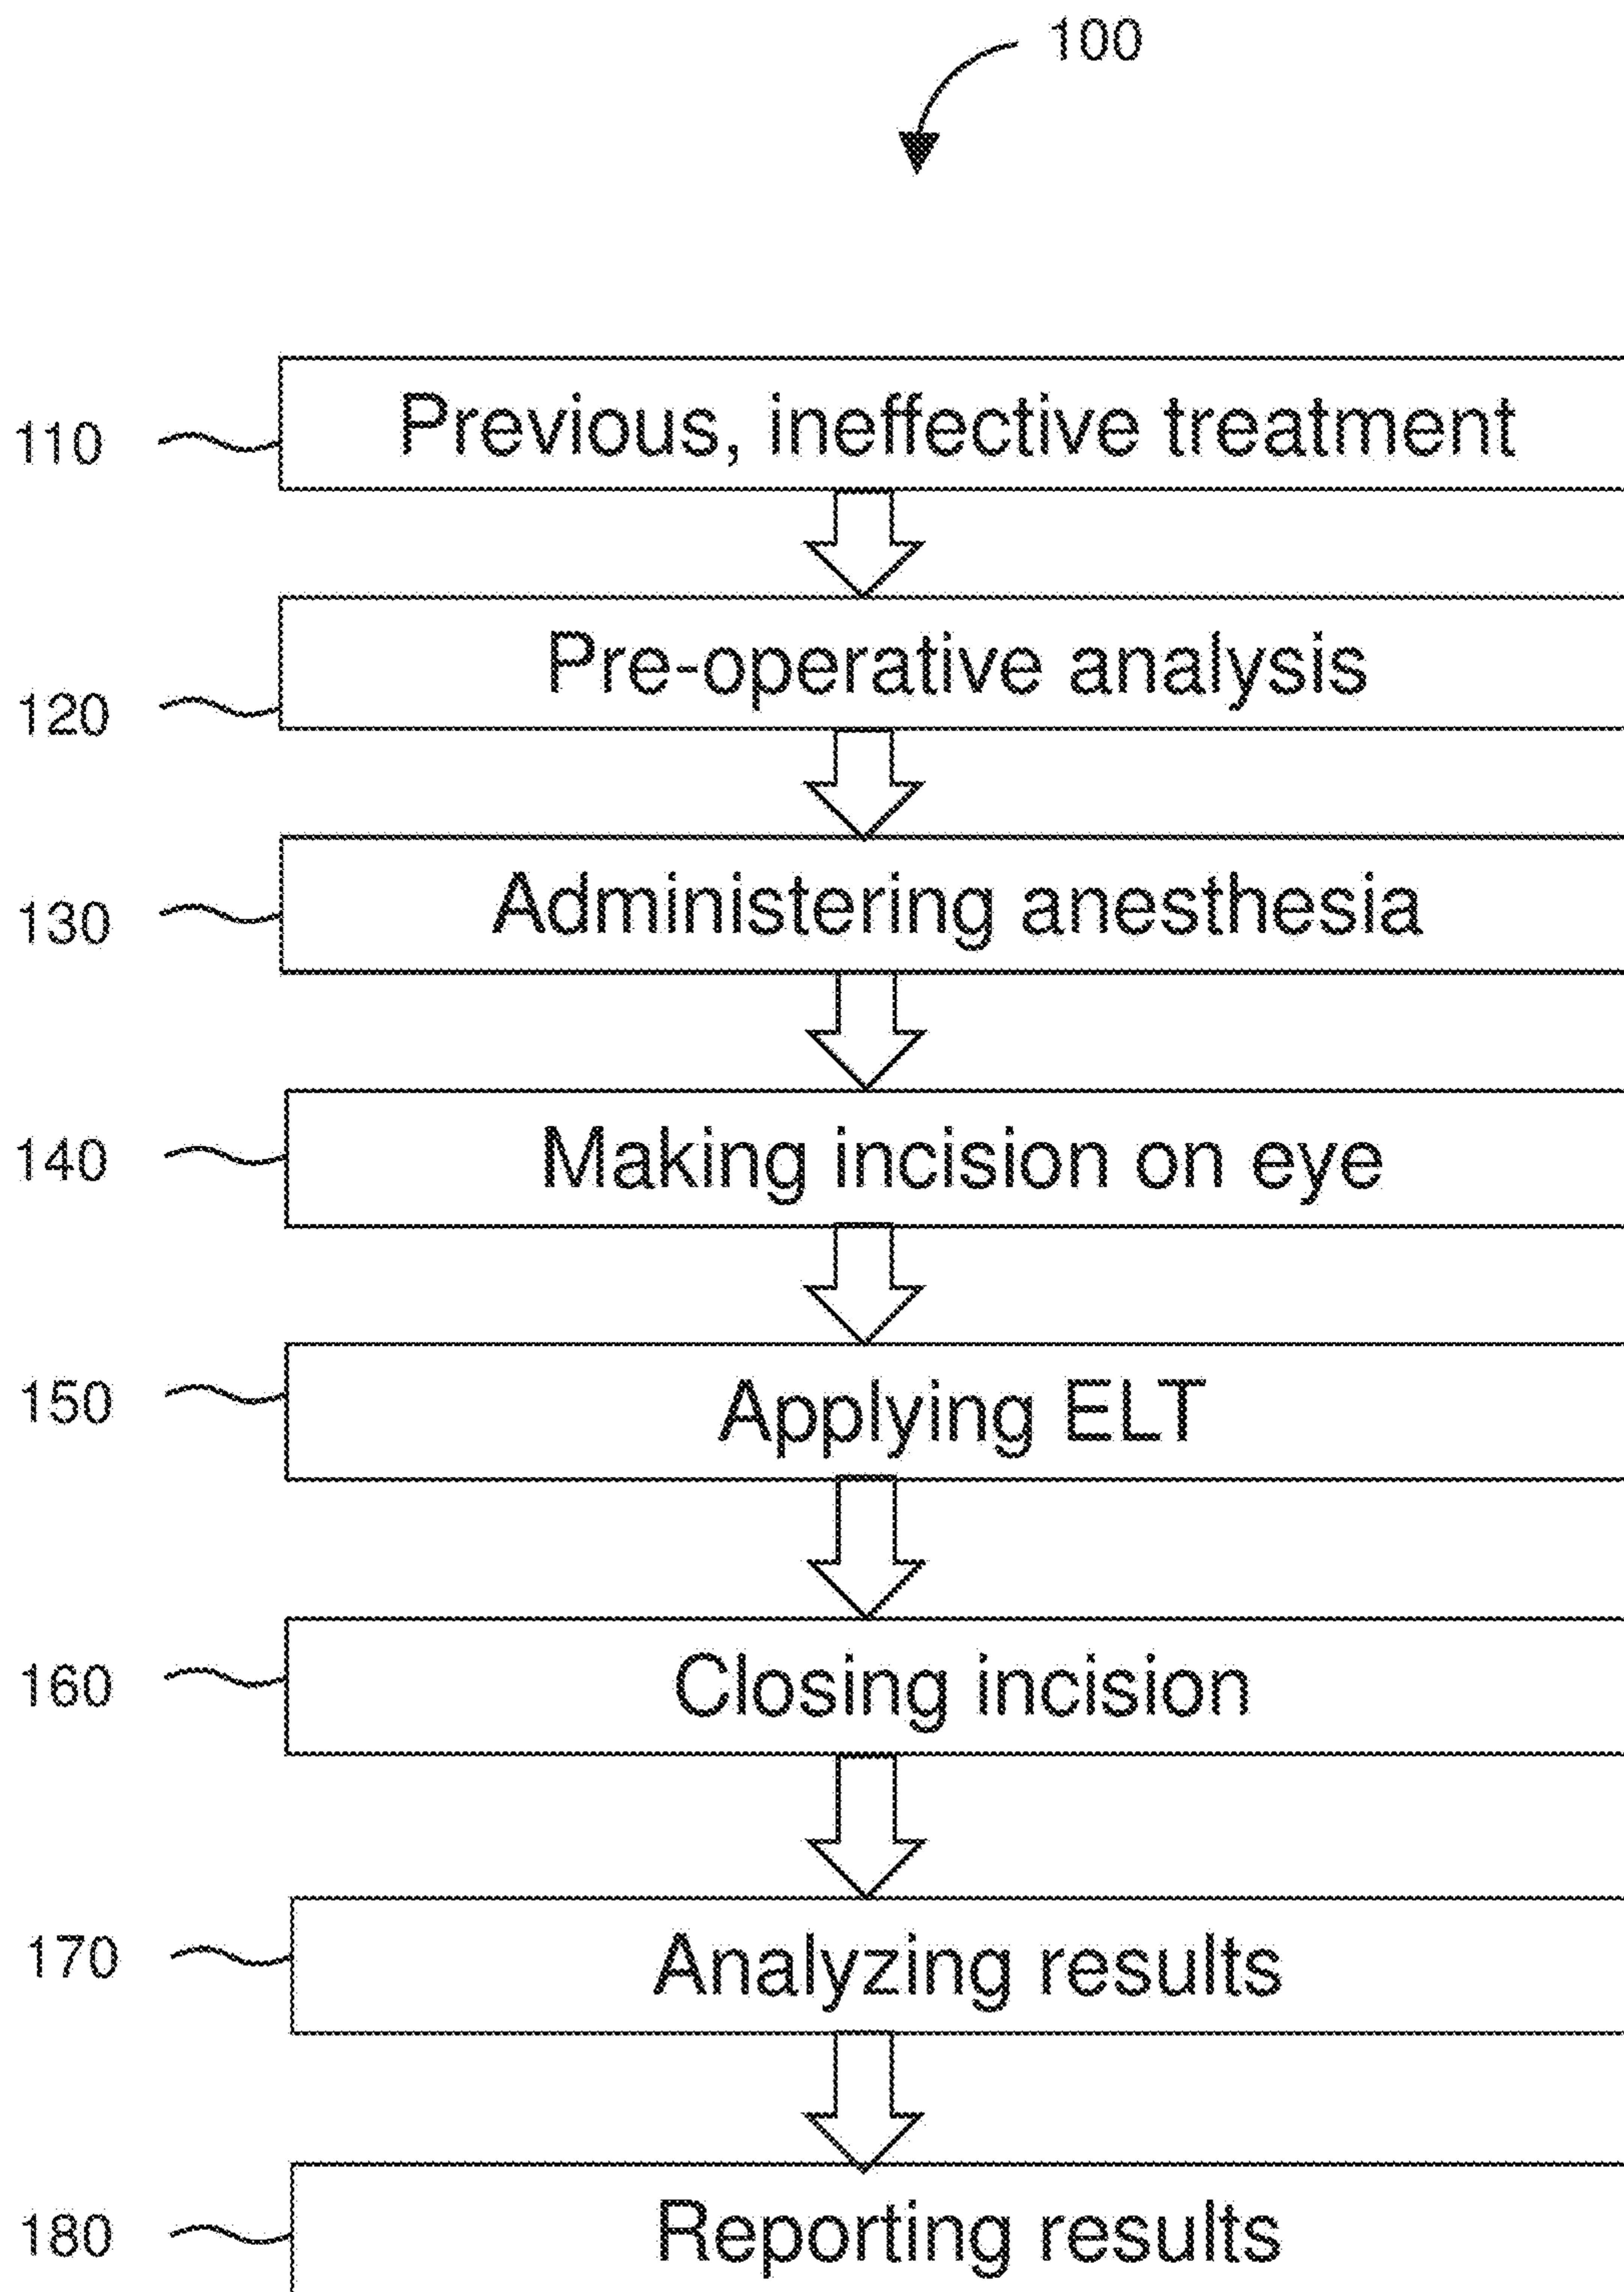 100
110 Previous, ineffective treatment
120 Pre-operative analysis
130 Administering anesthesia
140 Making incision on eye
150 Applying ELT
160 Closing incision
170 Analyzing results
180 Reporting results